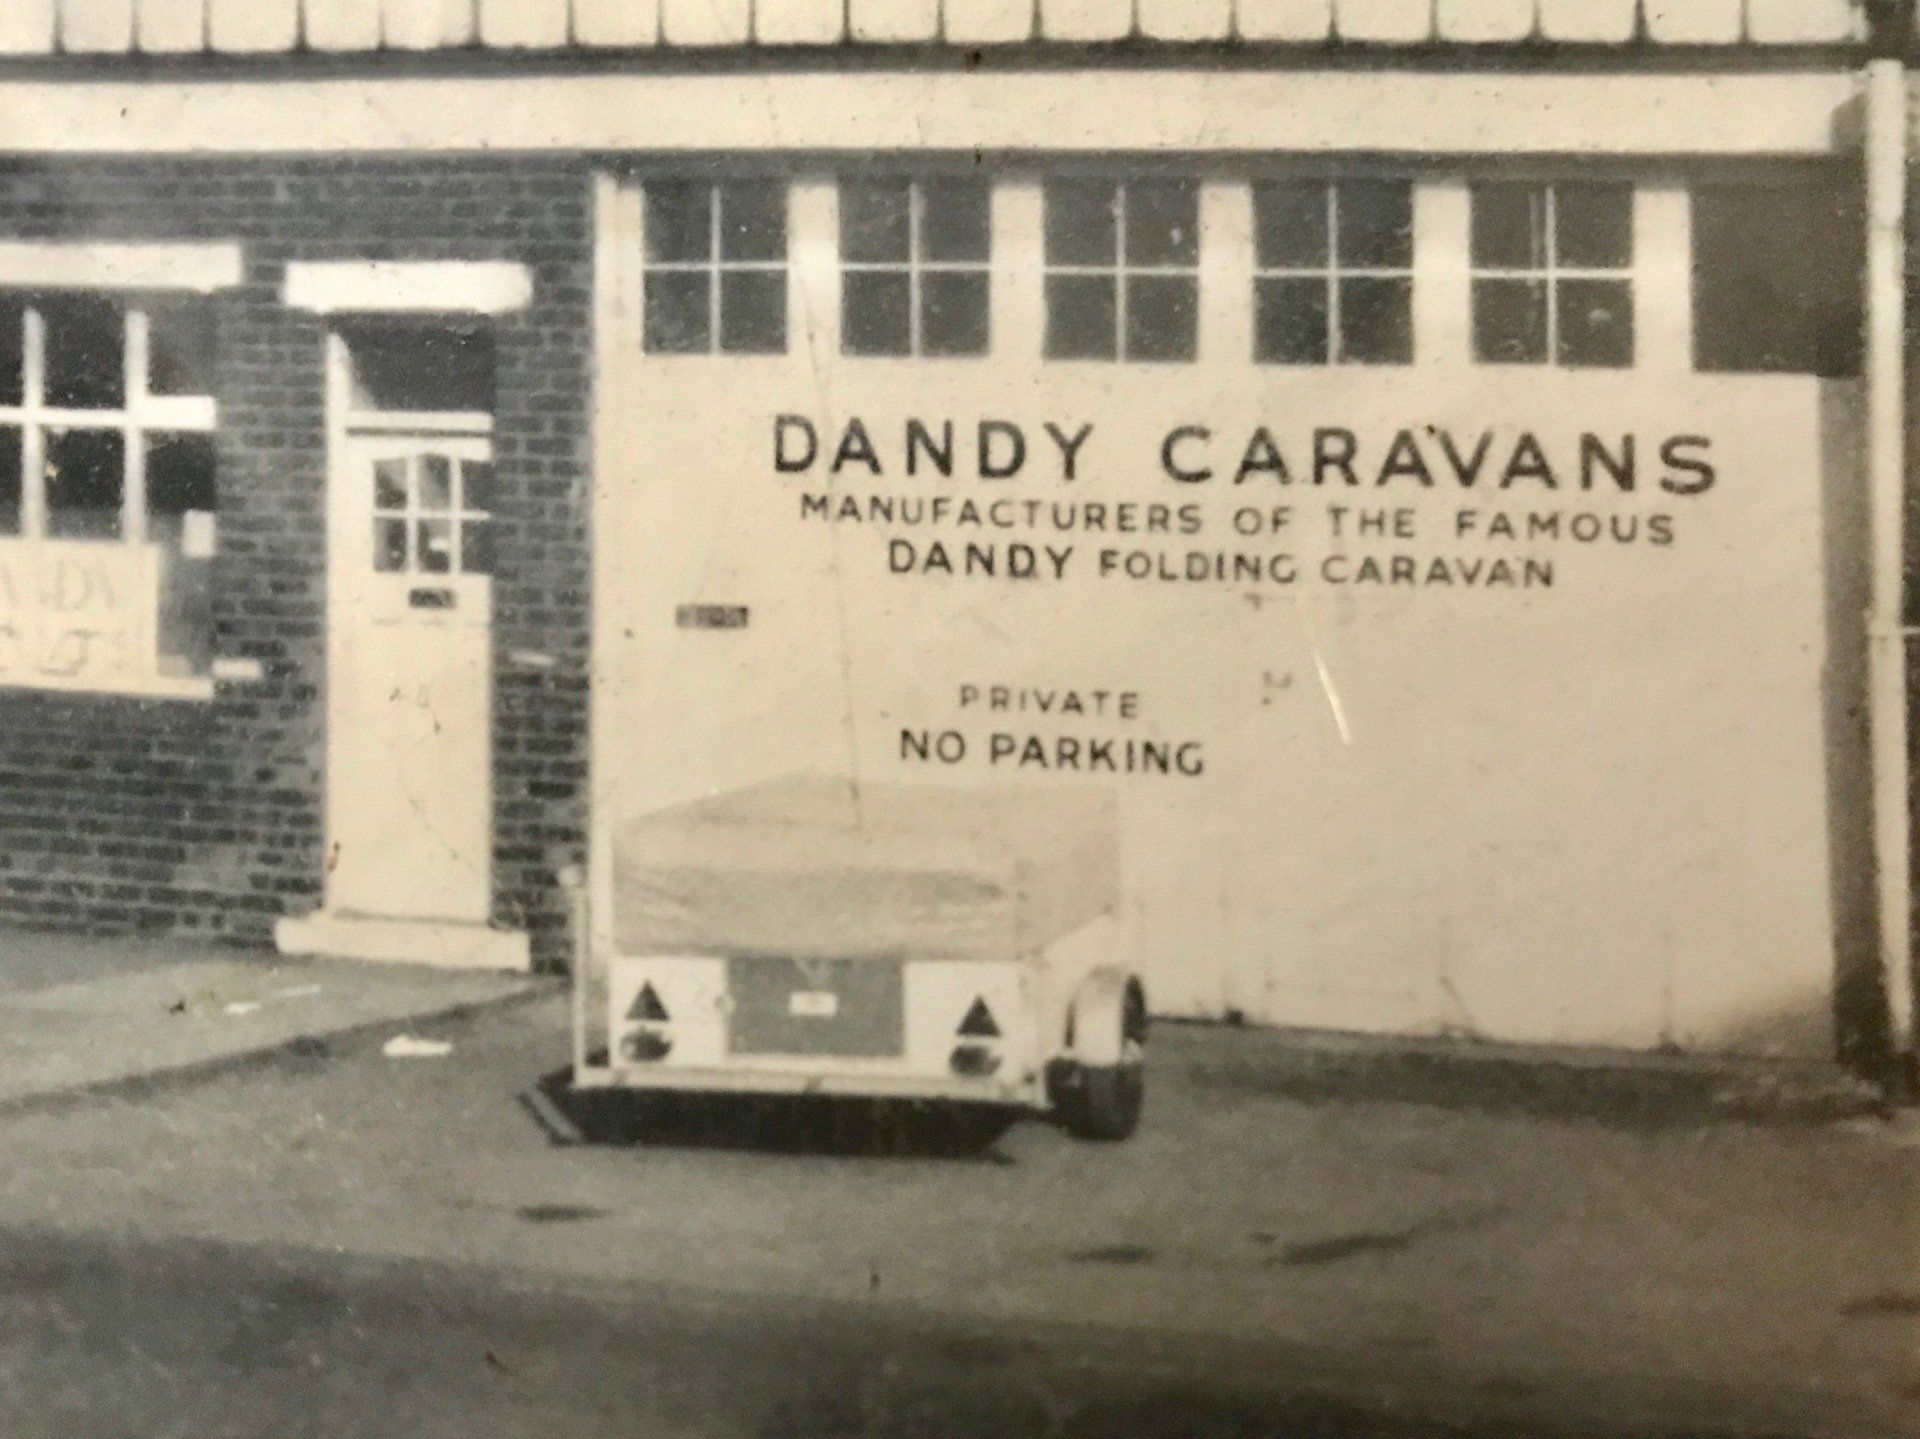 DANDY CARAVANS
MANUFACTURERS OF THE FAMOUS
DANDY FOLDING CARAVAN
PRIVATE
NO PARKING